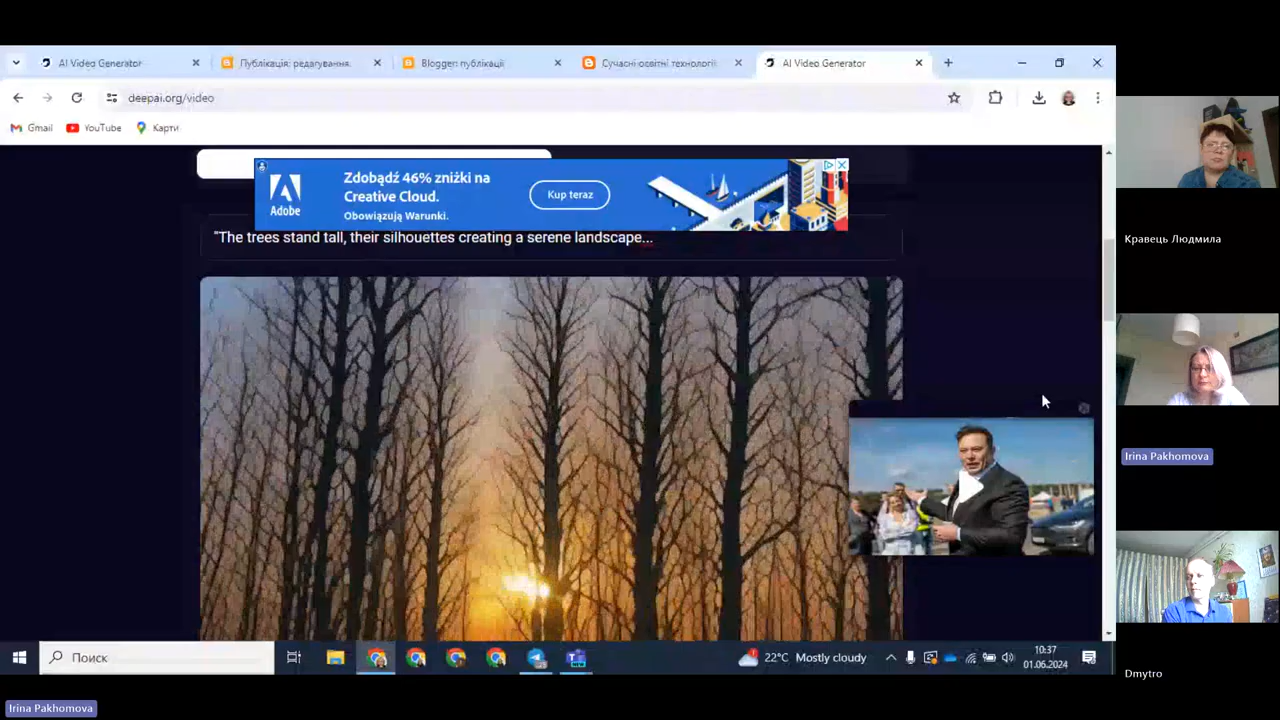 AI Video Generator
Публікація: редагування
Blogger: публікації
Сучасні освітні технології
AI Video Generator
deepai.org/video
Gmail
YouTube
Карти
Adobe
Zdobądź 46% zniżki na
Creative Cloud.
Obowiązują Warunki.
Kup teraz
"The trees stand tall, their silhouettes creating a serene landscape...
Кравець Людмила
Irina Pakhomova
Dmytro
Поиск
22°C Mostly cloudy
10:37
01.06.2024
Irina Pakhomova